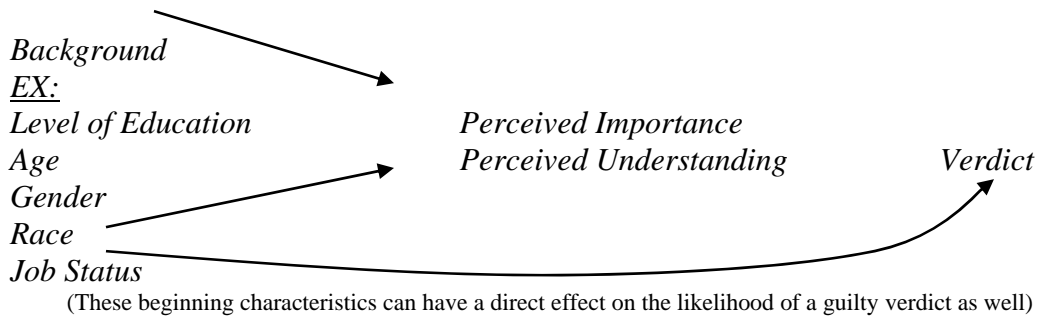 Background
EX:
Level of Education Perceived Importance
Age Perceived Understanding Verdict
Gender
Race
Job Status
(These beginning characteristics can have a direct effect on the likelihood of a guilty verdict as well)